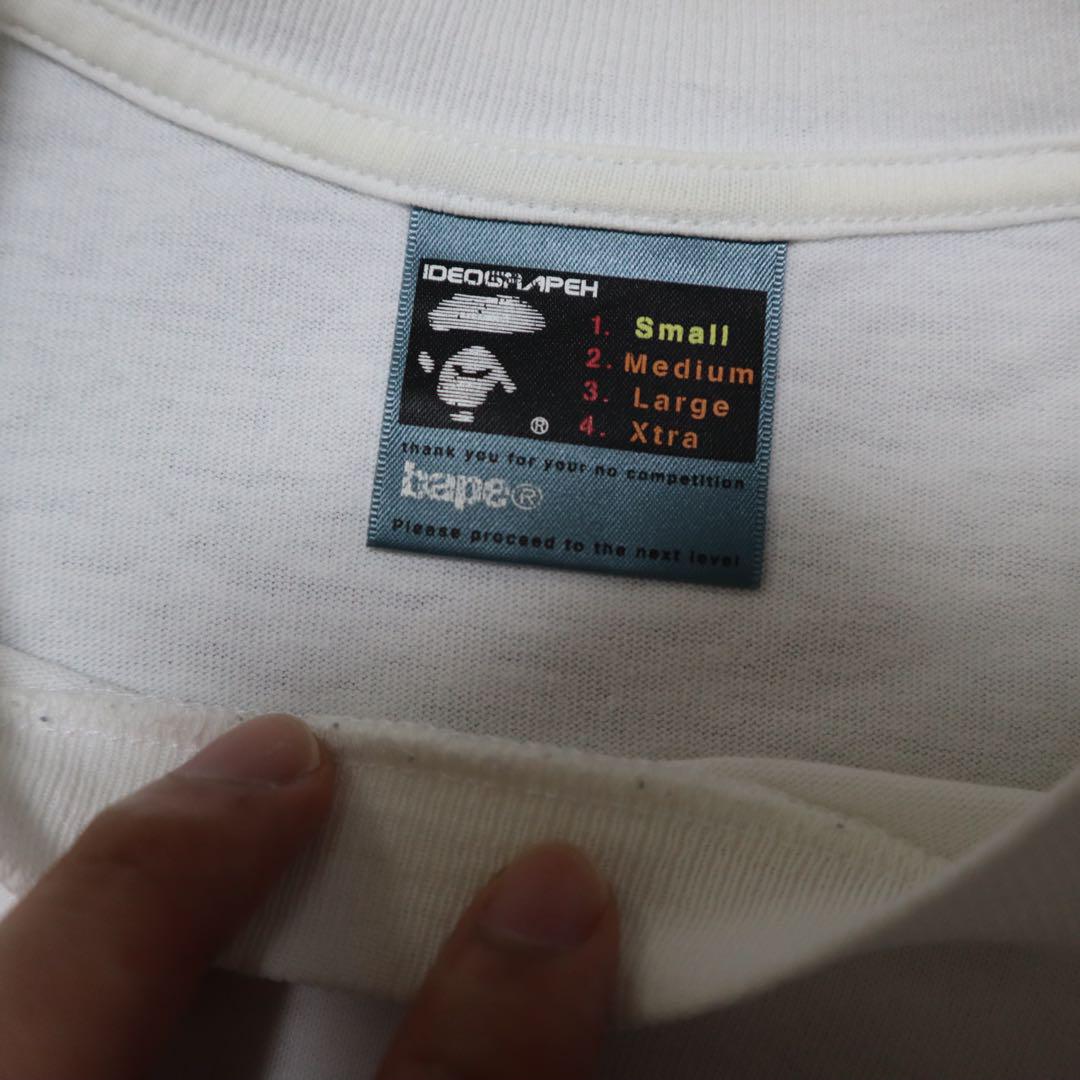 IDEOGRAPEH
1. Small
2. Medium
3. Large
4. Xtra
®
thank you for your no competition
bape®
Please proceed to the next level